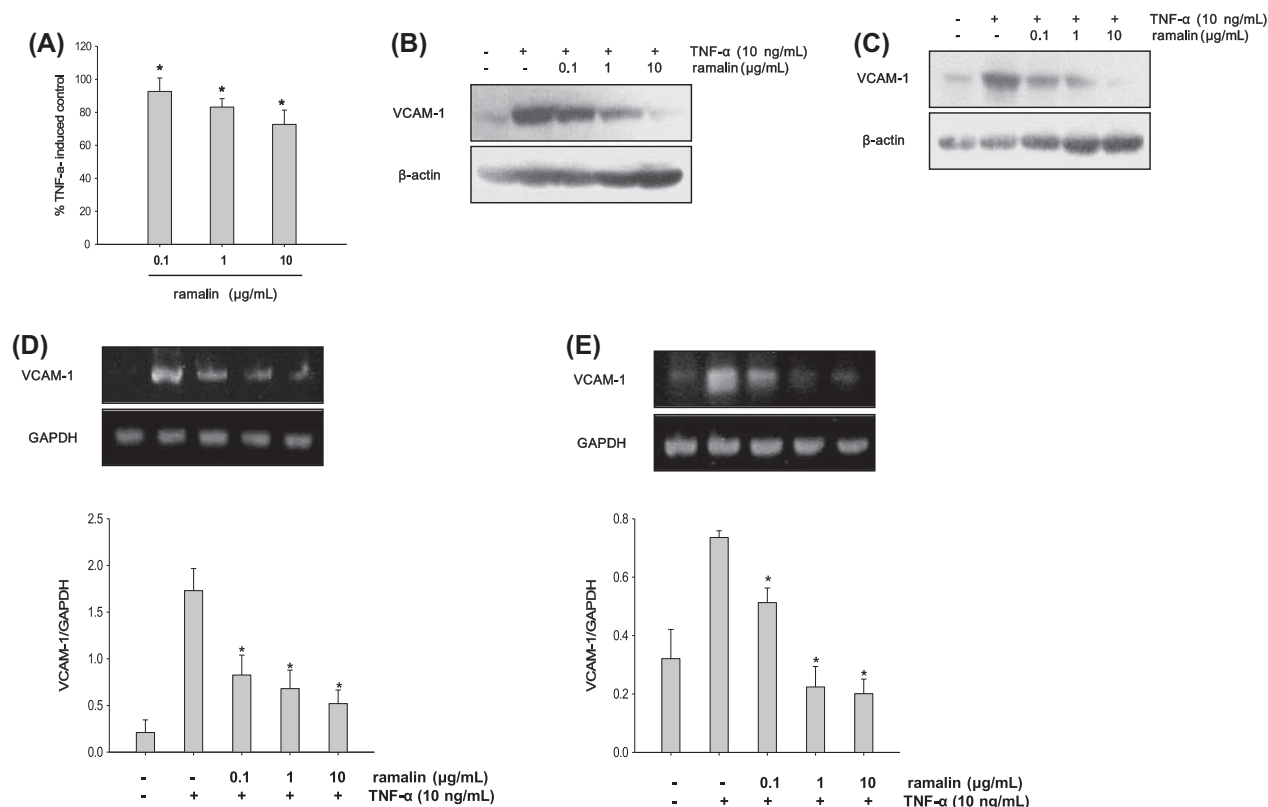 (A)
% TNF-a- induced control
120
100
80
60
40
20
0
*
*
*
0.1 1 10
ramalin (µg/mL)
(B)
- + + + + TNF-α (10 ng/mL)
- - 0.1 1 10 ramalin (µg/mL)
VCAM-1
β-actin
(C)
- + + + + TNF-α (10 ng/mL)
- - 0.1 1 10 ramalin (µg/mL)
VCAM-1
β-actin
(D)
VCAM-1
GAPDH
VCAM-1/GAPDH
2.5
2.0
1.5
1.0
0.5
0.0
*
*
*
- - 0.1 1 10 ramalin (µg/mL)
- + + + + TNF-α (10 ng/mL)
(E)
VCAM-1
GAPDH
VCAM-1/GAPDH
0.8
0.6
0.4
0.2
0.0
*
*
*
- - 0.1 1 10 ramalin (µg/mL)
- + + + + TNF-α (10 ng/mL)